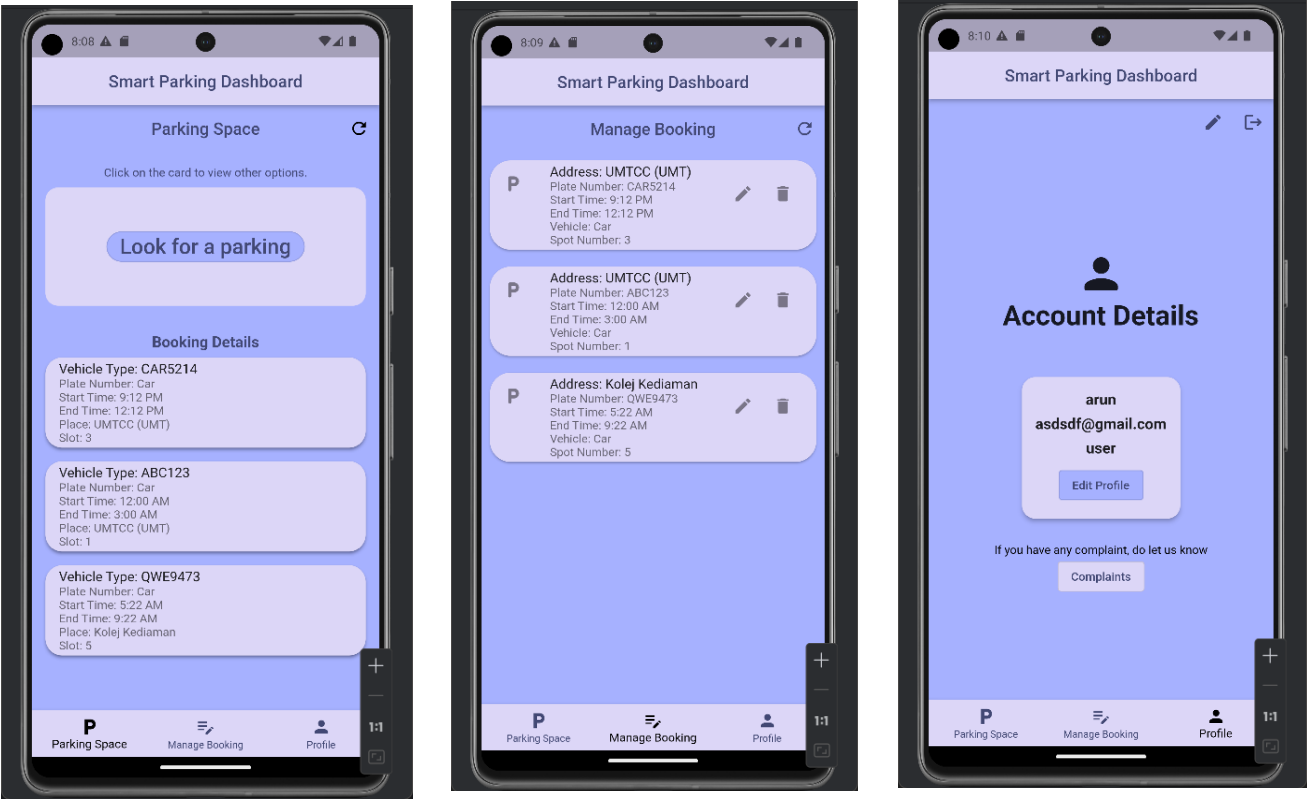 8:08
Smart Parking Dashboard
Parking Space
Click on the card to view other options.
Look for a parking
Booking Details
Vehicle Type: CAR5214
Plate Number: Car
Start Time: 9:12 PM
End Time: 12:12 PM
Place: UMTCC (UMT)
Slot: 3
Vehicle Type: ABC123
Plate Number: Car
Start Time: 12:00 AM
End Time: 3:00 AM
Place: UMTCC (UMT)
Slot: 1
Vehicle Type: QWE9473
Plate Number: Car
Start Time: 5:22 AM
End Time: 9:22 AM
Place: Kolej Kediaman
Slot: 5
P
Parking Space
Manage Booking
Profile
1:1
8:09
Smart Parking Dashboard
Manage Booking
P
Address: UMTCC (UMT)
Plate Number: CAR5214
Start Time: 9:12 PM
End Time: 12:12 PM
Vehicle: Car
Spot Number: 3
P
Address: UMTCC (UMT)
Plate Number: ABC123
Start Time: 12:00 AM
End Time: 3:00 AM
Vehicle: Car
Spot Number: 1
P
Address: Kolej Kediaman
Plate Number: QWE9473
Start Time: 5:22 AM
End Time: 9:22 AM
Vehicle: Car
Spot Number: 5
P
Parking Space
Manage Booking
Profile
1:1
8:10
Smart Parking Dashboard
Account Details
arun
asdsdf@gmail.com
user
Edit Profile
If you have any complaint, do let us know
Complaints
P
Parking Space
Manage Booking
Profile
1:1